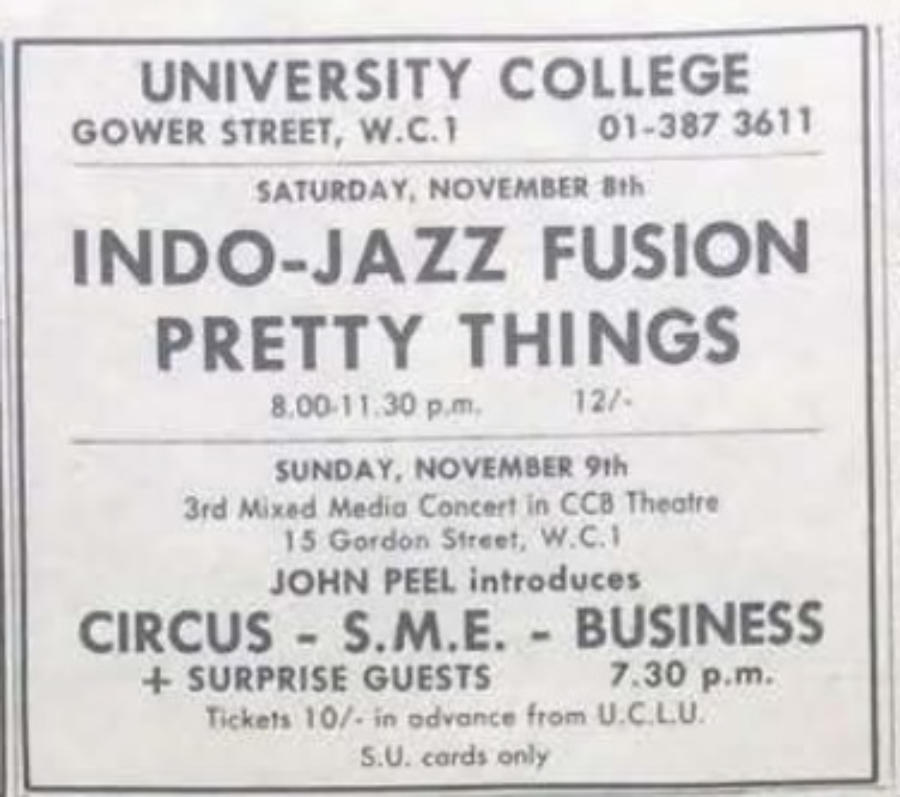 UNIVERSITY COLLEGE
GOWER STREET, W.C.1 01-387 3611
SATURDAY, NOVEMBER 8th
INDO-JAZZ FUSION
PRETTY THINGS
8.00-11.30 p.m. 12/-
SUNDAY, NOVEMBER 9th
3rd Mixed Media Concert in CCB Theatre
15 Gordon Street, W.C.1
JOHN PEEL introduces
CIRCUS - S.M.E. - BUSINESS
+ SURPRISE GUESTS 7.30 p.m.
Tickets 10/- in advance from U.C.L.U.
S.U. cards only